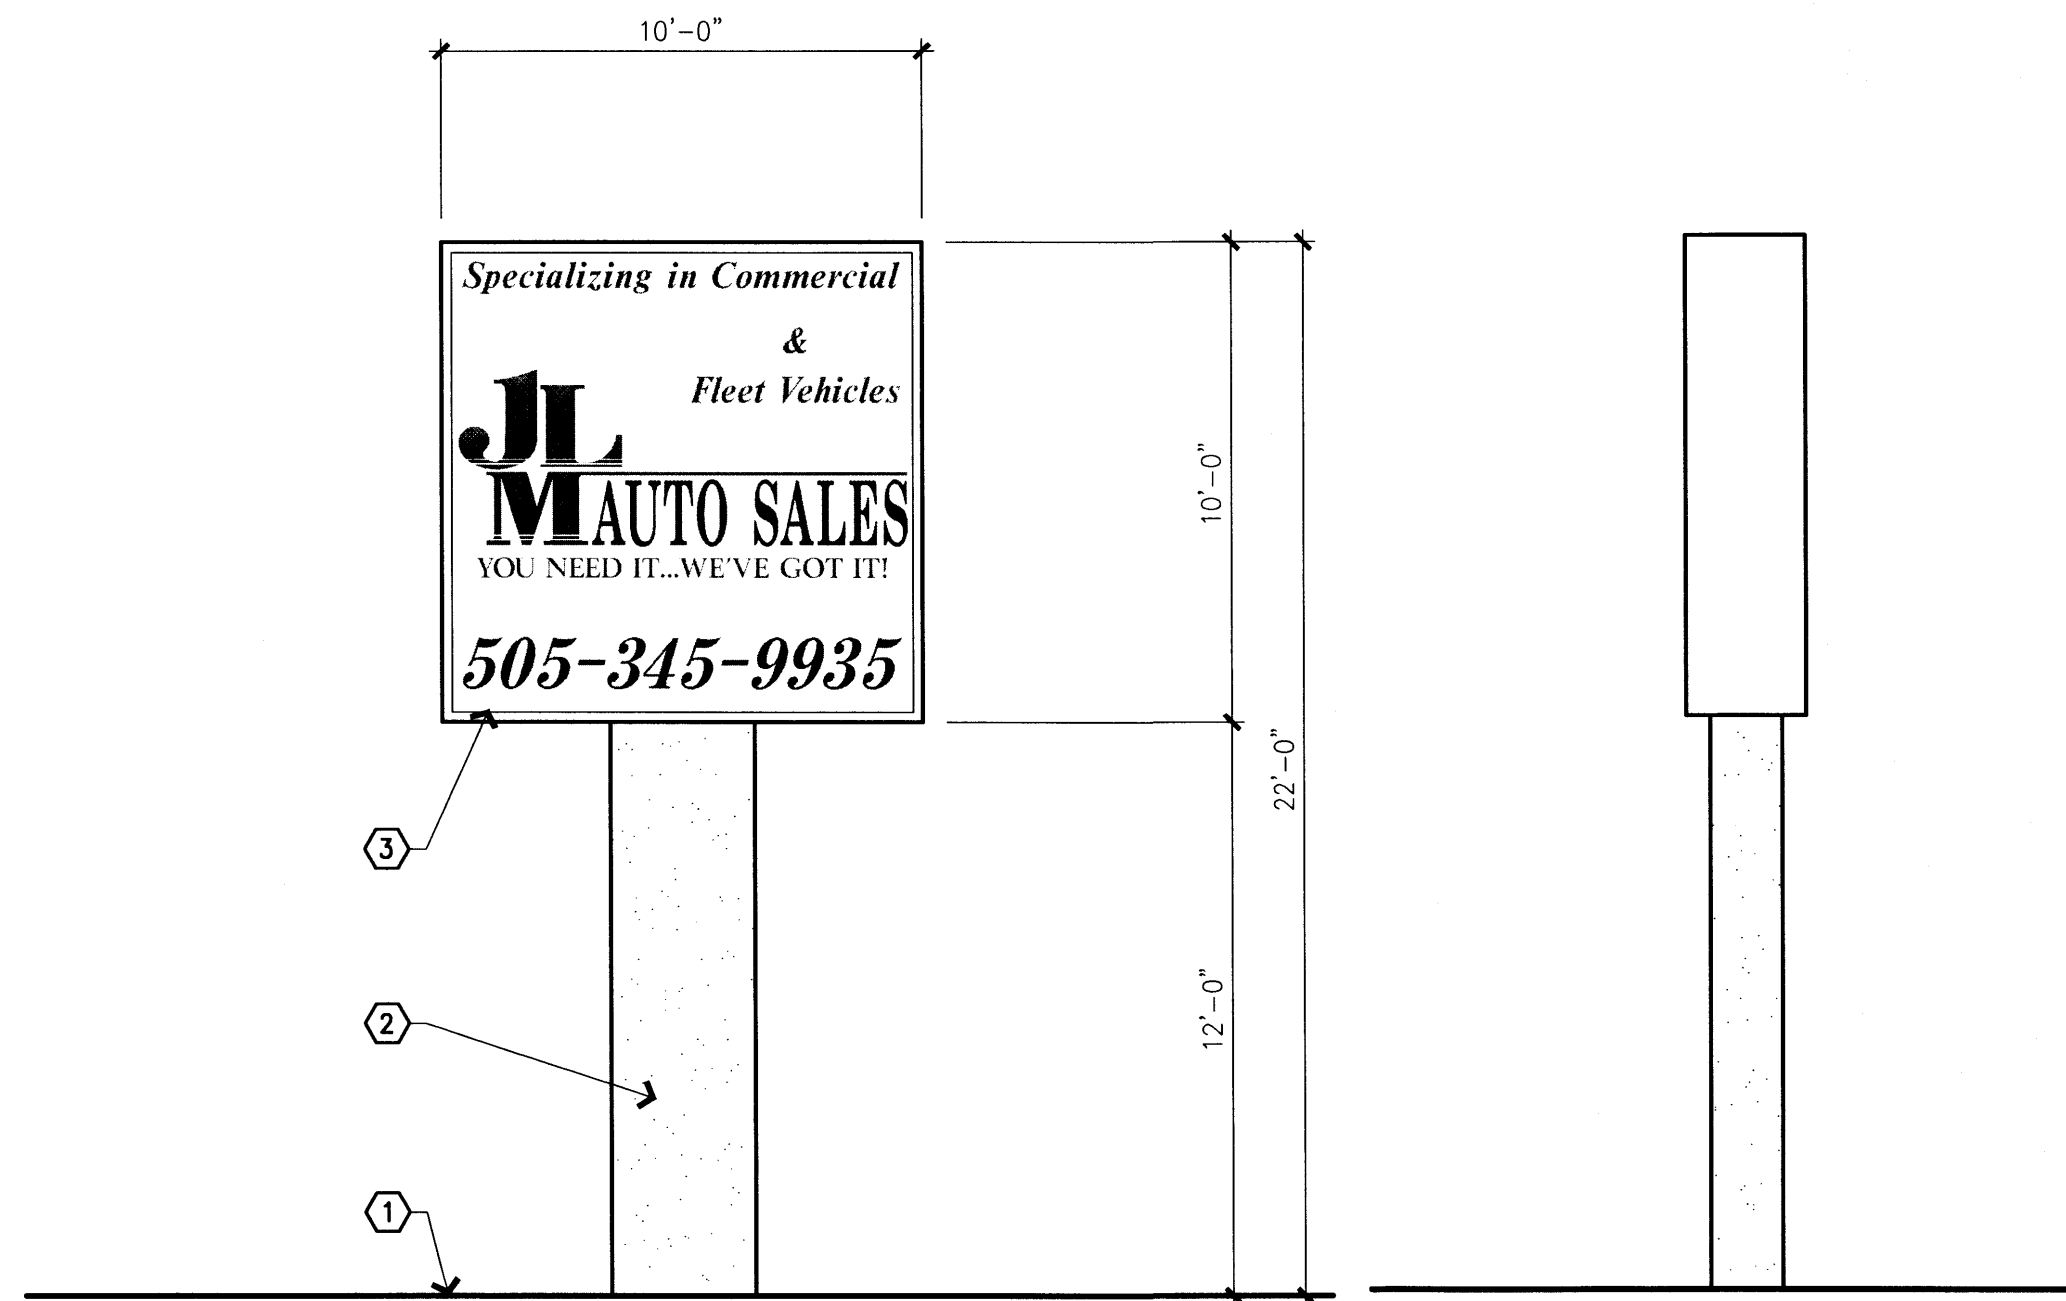 10'-0"
Specializing in Commercial
&
Fleet Vehicles
JL
M AUTO SALES
YOU NEED IT...WE'VE GOT IT!
505-345-9935
10'-0"
22'-0"
12'-0"
3
2
1